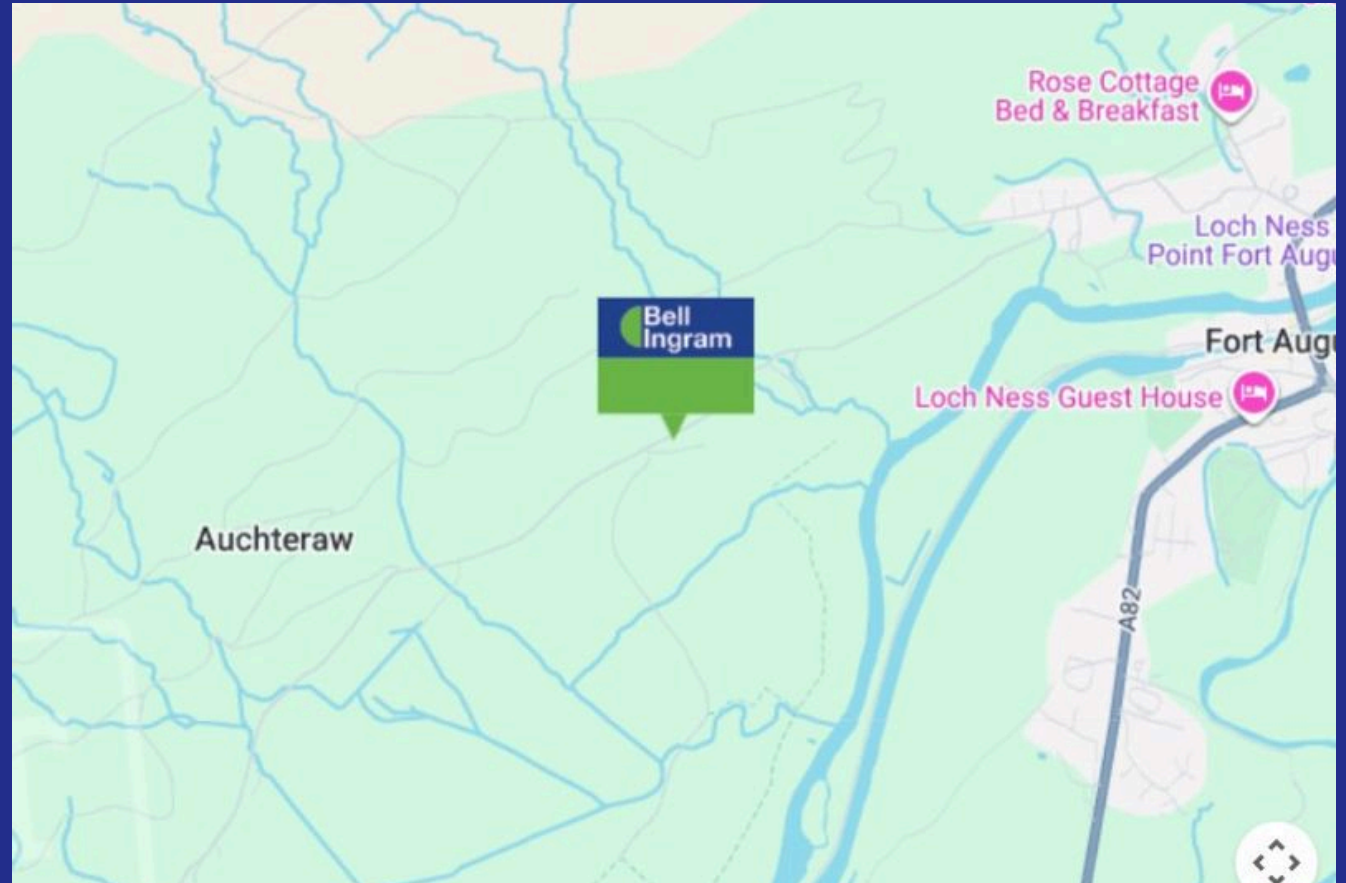 Rose Cottage
Bed & Breakfast
Loch Ness
Point Fort Augu
Bell
Ingram
Fort Augu
Loch Ness Guest House
Auchteraw
A82